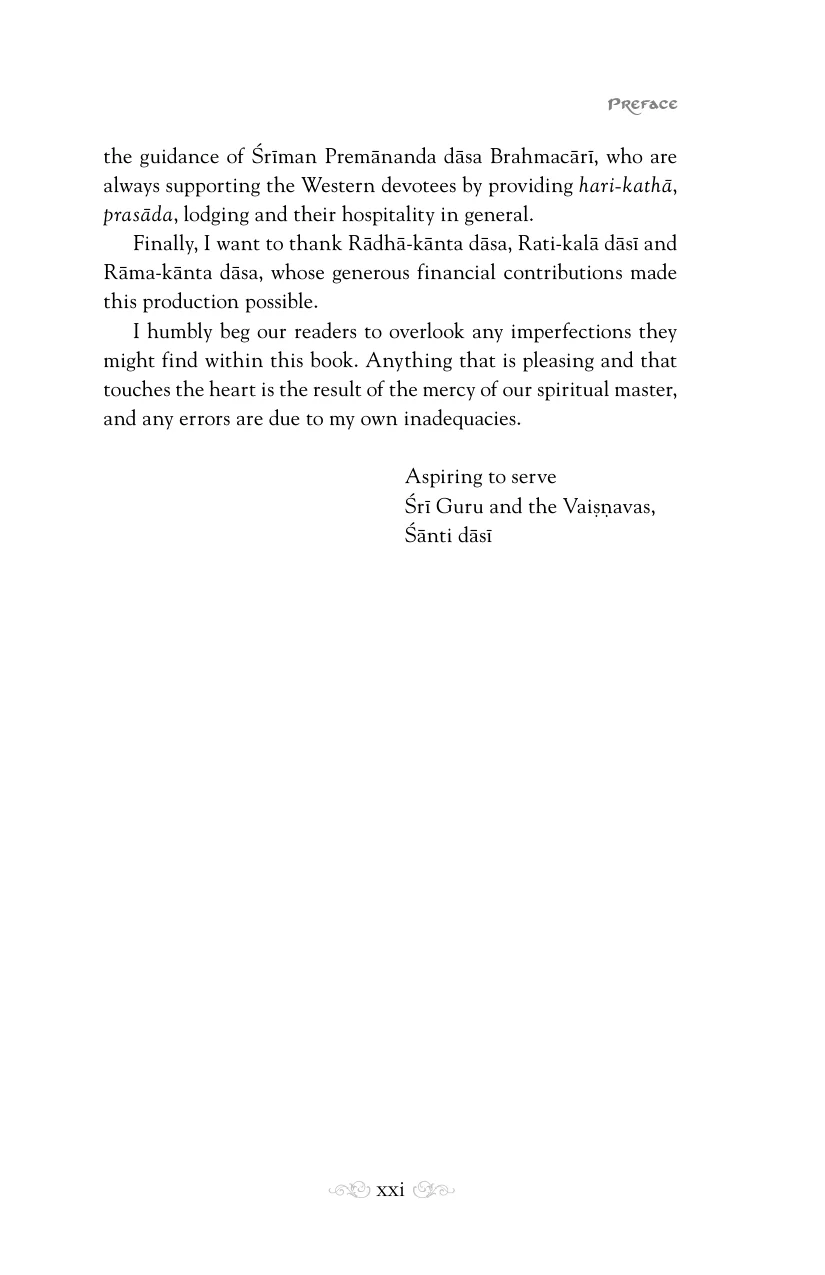 Preface
the guidance of Śrīman Premānanda dāsa Brahmacārī, who are
always supporting the Western devotees by providing hari-kathā,
prasāda, lodging and their hospitality in general.
Finally, I want to thank Rādhā-kānta dāsa, Rati-kalā dāsī and
Rāma-kānta dāsa, whose generous financial contributions made
this production possible.
I humbly beg our readers to overlook any imperfections they
might find within this book. Anything that is pleasing and that
touches the heart is the result of the mercy of our spiritual master,
and any errors are due to my own inadequacies.
Aspiring to serve
Śrī Guru and the Vaiṣṇavas,
Śānti dāsī
xxi